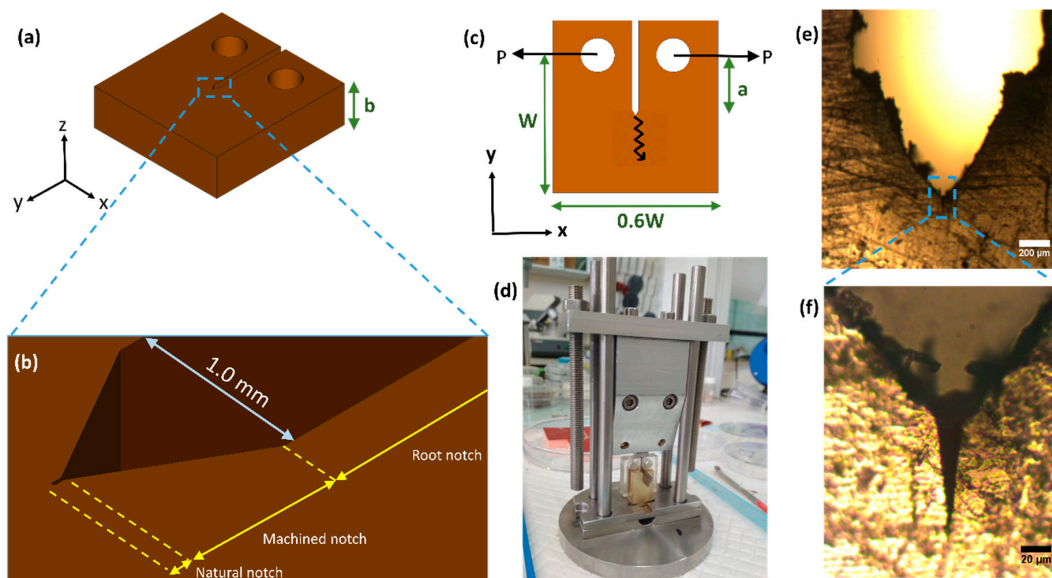 (a)
b
z
y
x
(b)
1.0 mm
Root notch
Machined notch
Natural notch
(c)
P
P
a
W
y
x
0.6W
(d)
(e)
200 µm
(f)
20 µm